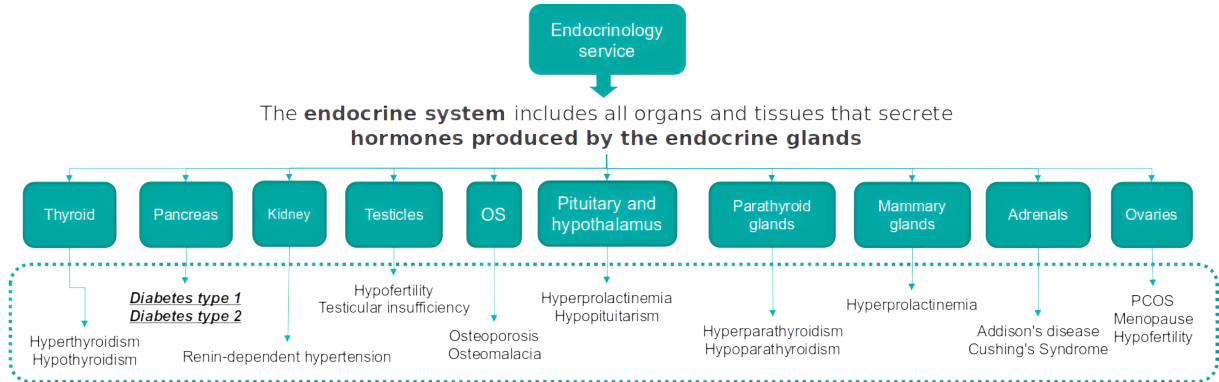 Endocrinology
service
The endocrine system includes all organs and tissues that secrete
hormones produced by the endocrine glands
Thyroid
Pancreas
Kidney
Testicles
OS
Pituitary and
hypothalamus
Parathyroid
glands
Mammary
glands
Adrenals
Ovaries
Hyperthyroidism
Hypothyroidism
Diabetes type 1
Diabetes type 2
Renin-dependent hypertension
Hypofertility
Testicular insufficiency
Osteoporosis
Osteomalacia
Hyperprolactinemia
Hypopituitarism
Hyperparathyroidism
Hypoparathyroidism
Hyperprolactinemia
Addison's disease
Cushing's Syndrome
PCOS
Menopause
Hypofertility